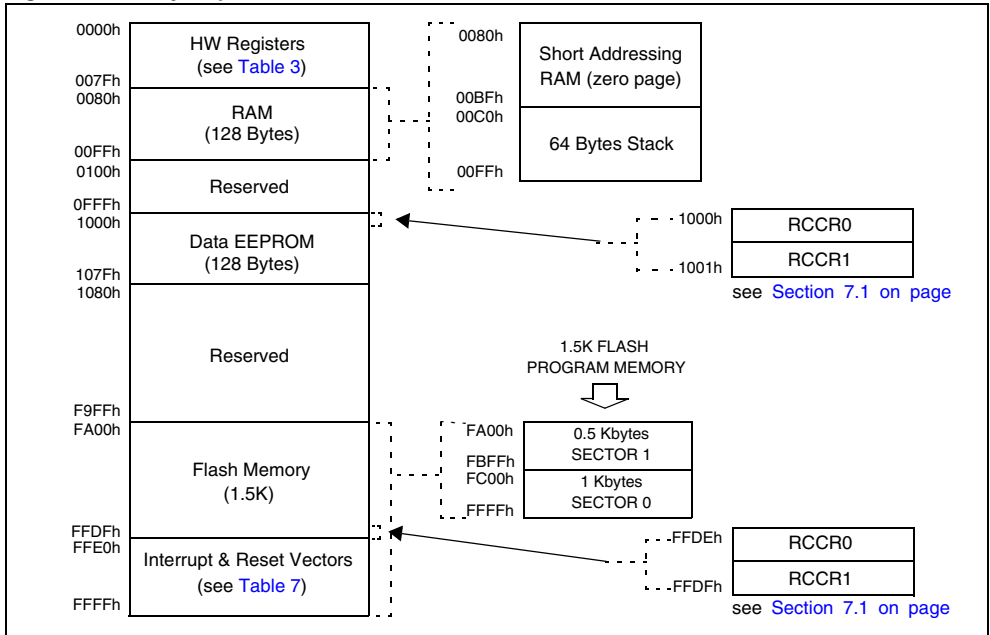 0000h
HW Registers
(see Table 3)
007Fh
0080h
RAM
(128 Bytes)
00FFh
0100h
Reserved
0FFFh
1000h
Data EEPROM
(128 Bytes)
107Fh
1080h
Reserved
F9FFh
FA00h
Flash Memory
(1.5K)
FFDFh
FFE0h
Interrupt & Reset Vectors
(see Table 7)
FFFFh
0080h
Short Addressing
RAM (zero page)
00BFh
00C0h
64 Bytes Stack
00FFh
1000h
RCCR0
RCCR1
1001h
see Section 7.1 on page
1.5K FLASH
PROGRAM MEMORY
FA00h
0.5 Kbytes
SECTOR 1
FBFFh
FC00h
1 Kbytes
SECTOR 0
FFFFh
FFDEh
RCCR0
RCCR1
FFDFh
see Section 7.1 on page